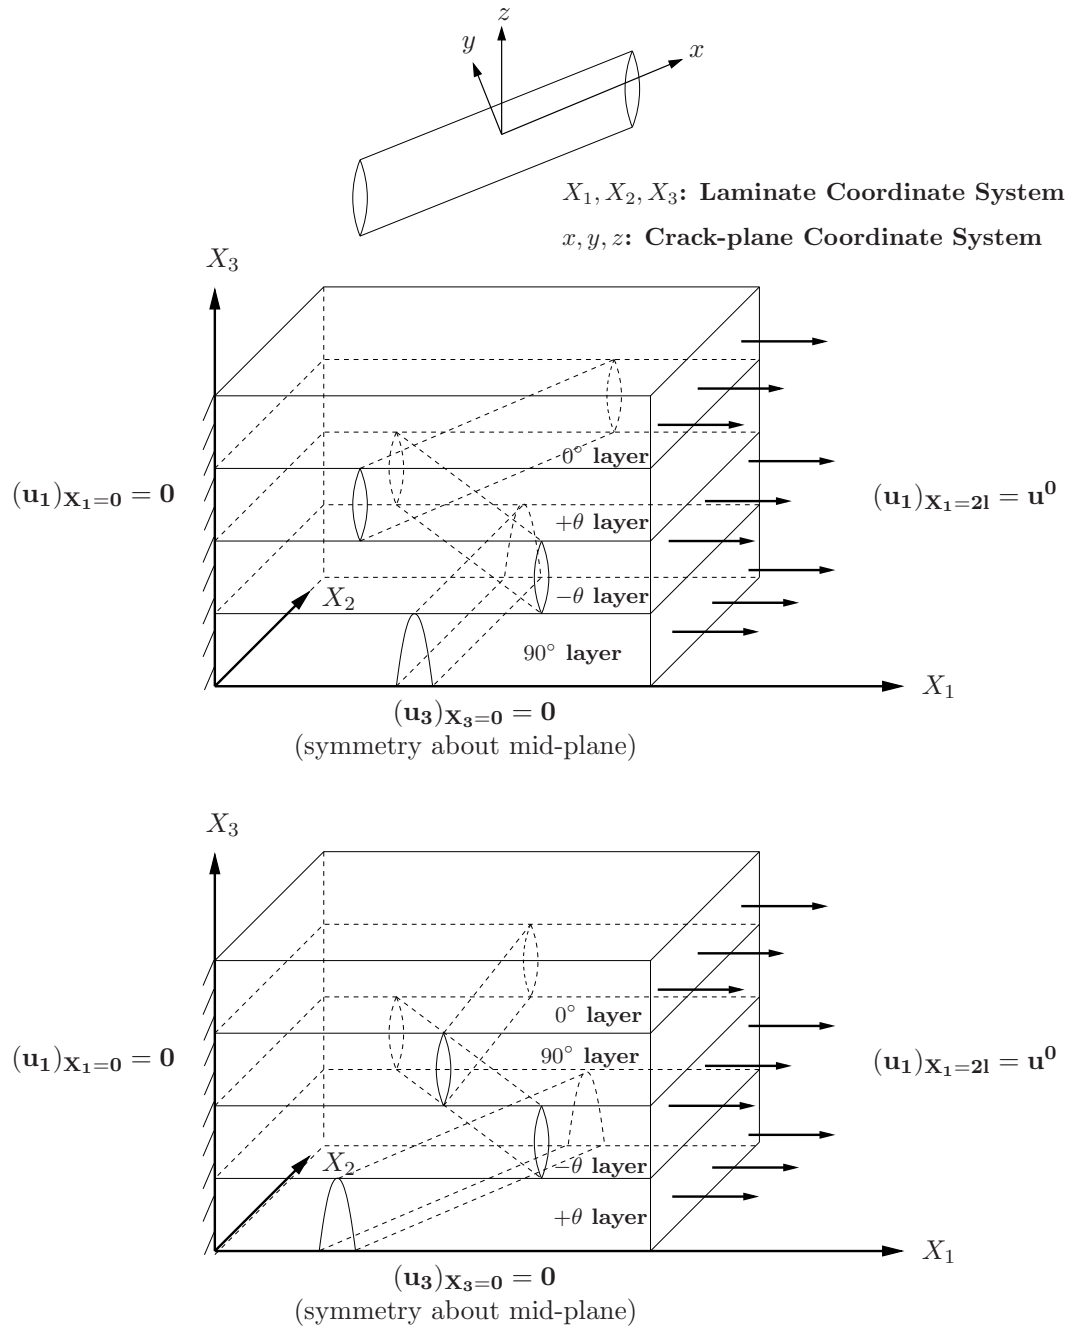 z
y
x
X₁, X₂, X₃: Laminate Coordinate System
x, y, z: Crack-plane Coordinate System
X₃
0° layer
(u₁)X₁=0 = 0
(u₁)X₁=2l = u⁰
+θ layer
X₂
−θ layer
90° layer
X₁
(u₃)X₃=0 = 0
(symmetry about mid-plane)
X₃
0° layer
(u₁)X₁=0 = 0
90° layer
(u₁)X₁=2l = u⁰
X₂
−θ layer
+θ layer
X₁
(u₃)X₃=0 = 0
(symmetry about mid-plane)